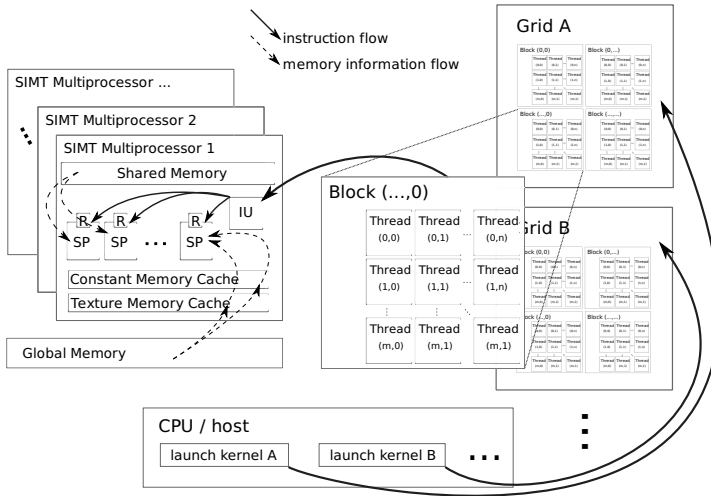 instruction flow
memory information flow
SIMT Multiprocessor ...
SIMT Multiprocessor 2
SIMT Multiprocessor 1
Shared Memory
IU
R R R
SP SP ... SP
Constant Memory Cache
Texture Memory Cache
Global Memory
Block (...,0)
Thread Thread Thread
(0,0) (0,1) ... (0,n)
Thread Thread Thread
(1,0) (1,1) ... (1,n)
Thread Thread Thread
(m,0) (m,1) (m,1)
Grid A
Block (0,0) Block (0,...)
Block (...,0) Block (...,...)
Grid B
Block (0,0) Block (0,...)
Block (...,0) Block (...,...)
CPU / host
launch kernel A launch kernel B ...